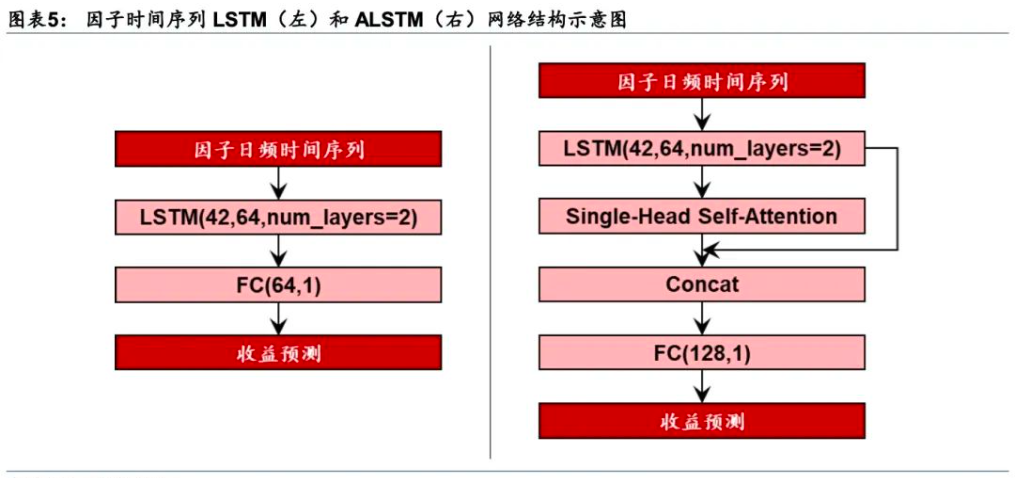 图表5： 因子时间序列 LSTM（左）和 ALSTM（右）网络结构示意图
因子日频时间序列
LSTM(42,64,num_layers=2)
FC(64,1)
收益预测
因子日频时间序列
LSTM(42,64,num_layers=2)
Single-Head Self-Attention
Concat
FC(128,1)
收益预测